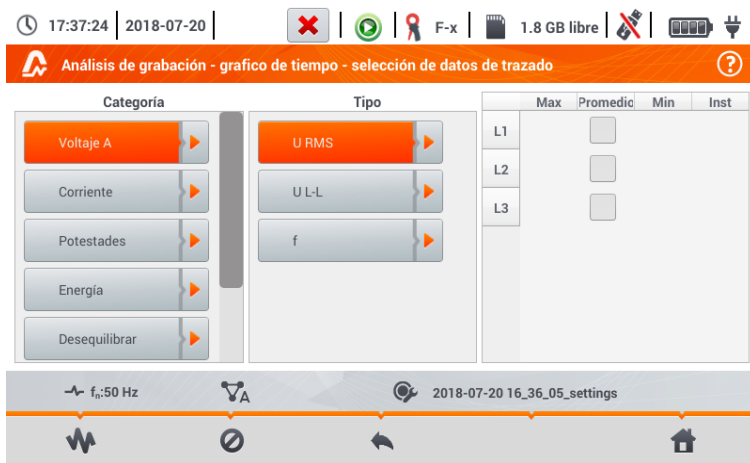 17:37:24 2018-07-20 F-x 1.8 GB libre
Análisis de grabación - grafico de tiempo - selección de datos de trazado ?
Categoría Tipo Max Promedio Min Inst
Voltaje A U RMS L1
Corriente U L-L L2
Potestades f L3
Energía
Desequilibrar
fn:50 Hz A 2018-07-20 16_36_05_settings